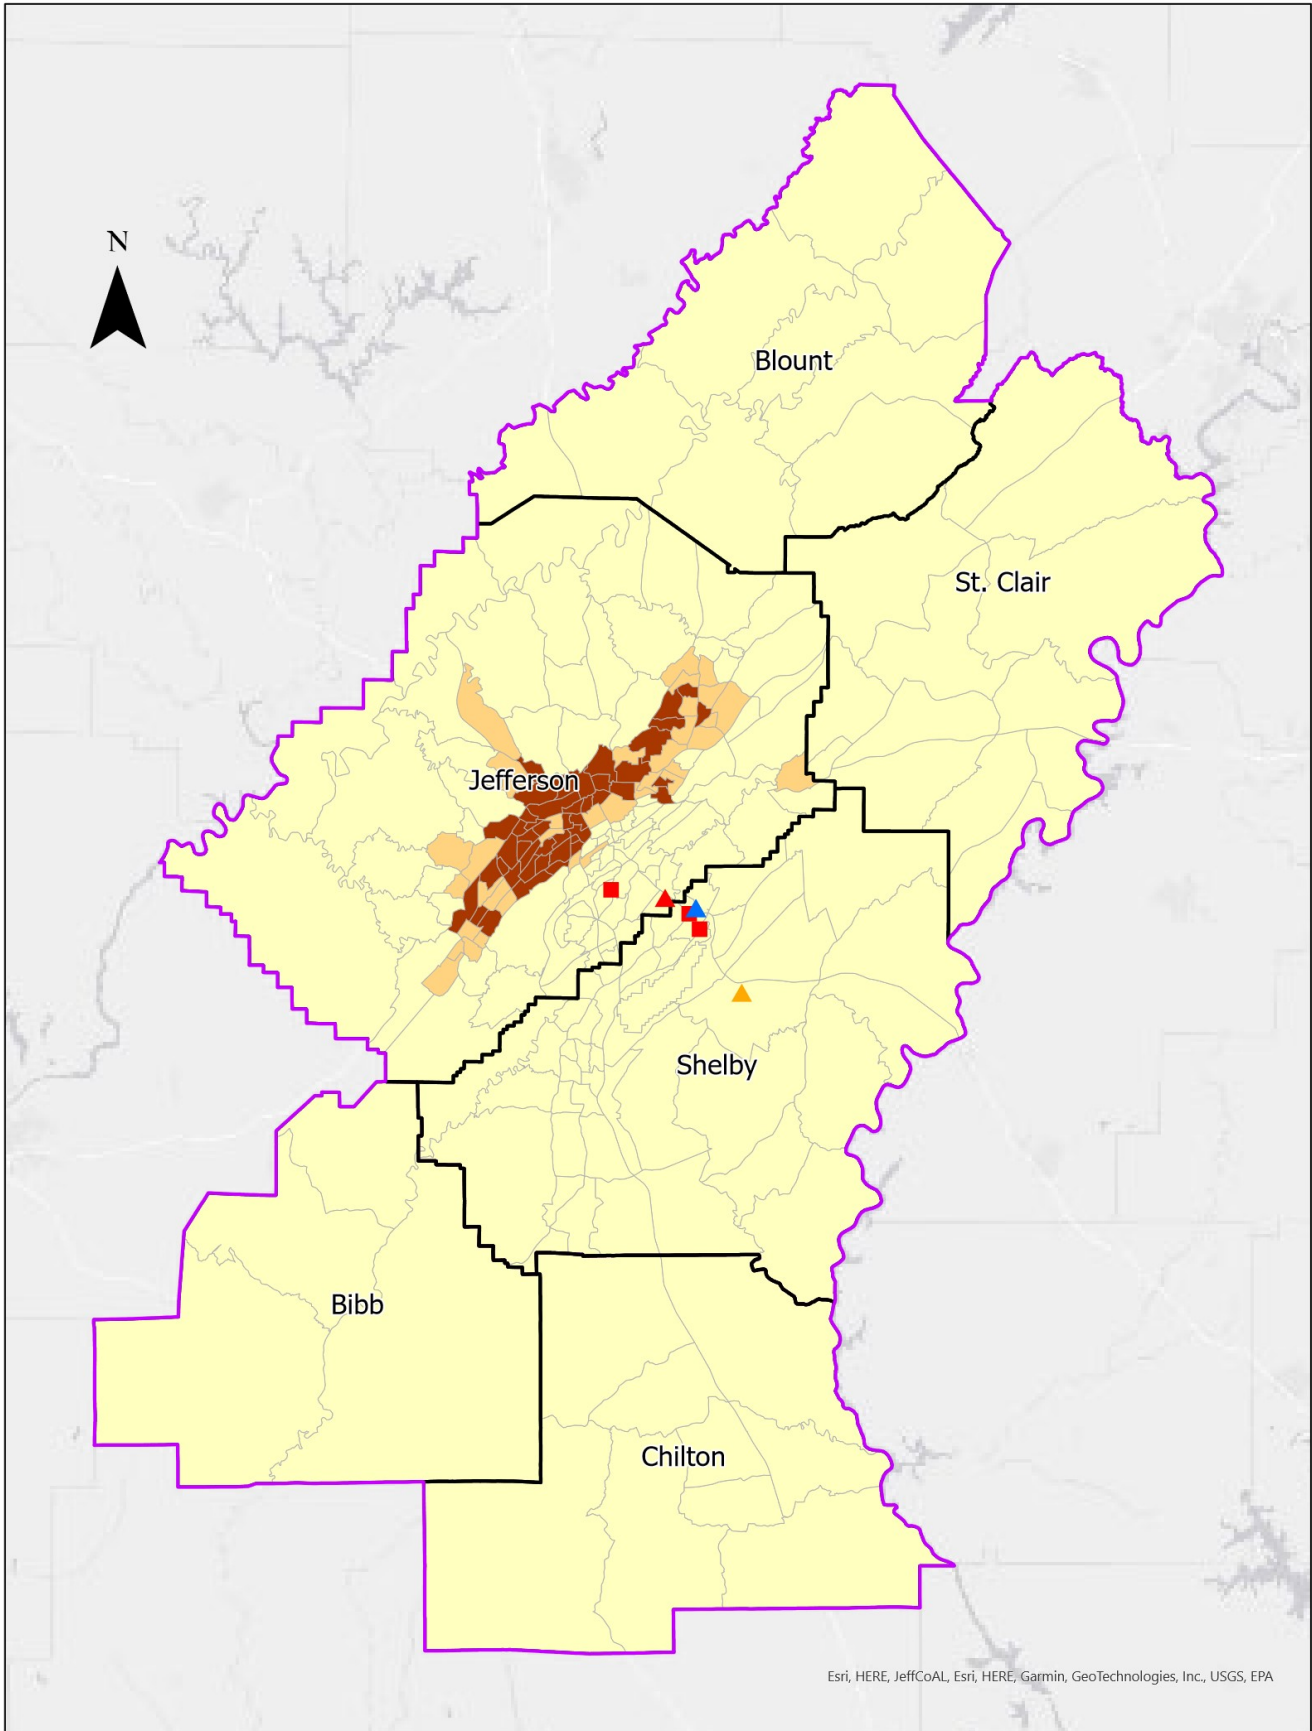 N
Blount
St. Clair
Jefferson
Shelby
Bibb
Chilton
Esri, HERE, JeffCoAL, Esri, HERE, Garmin, GeoTechnologies, Inc., USGS, EPA